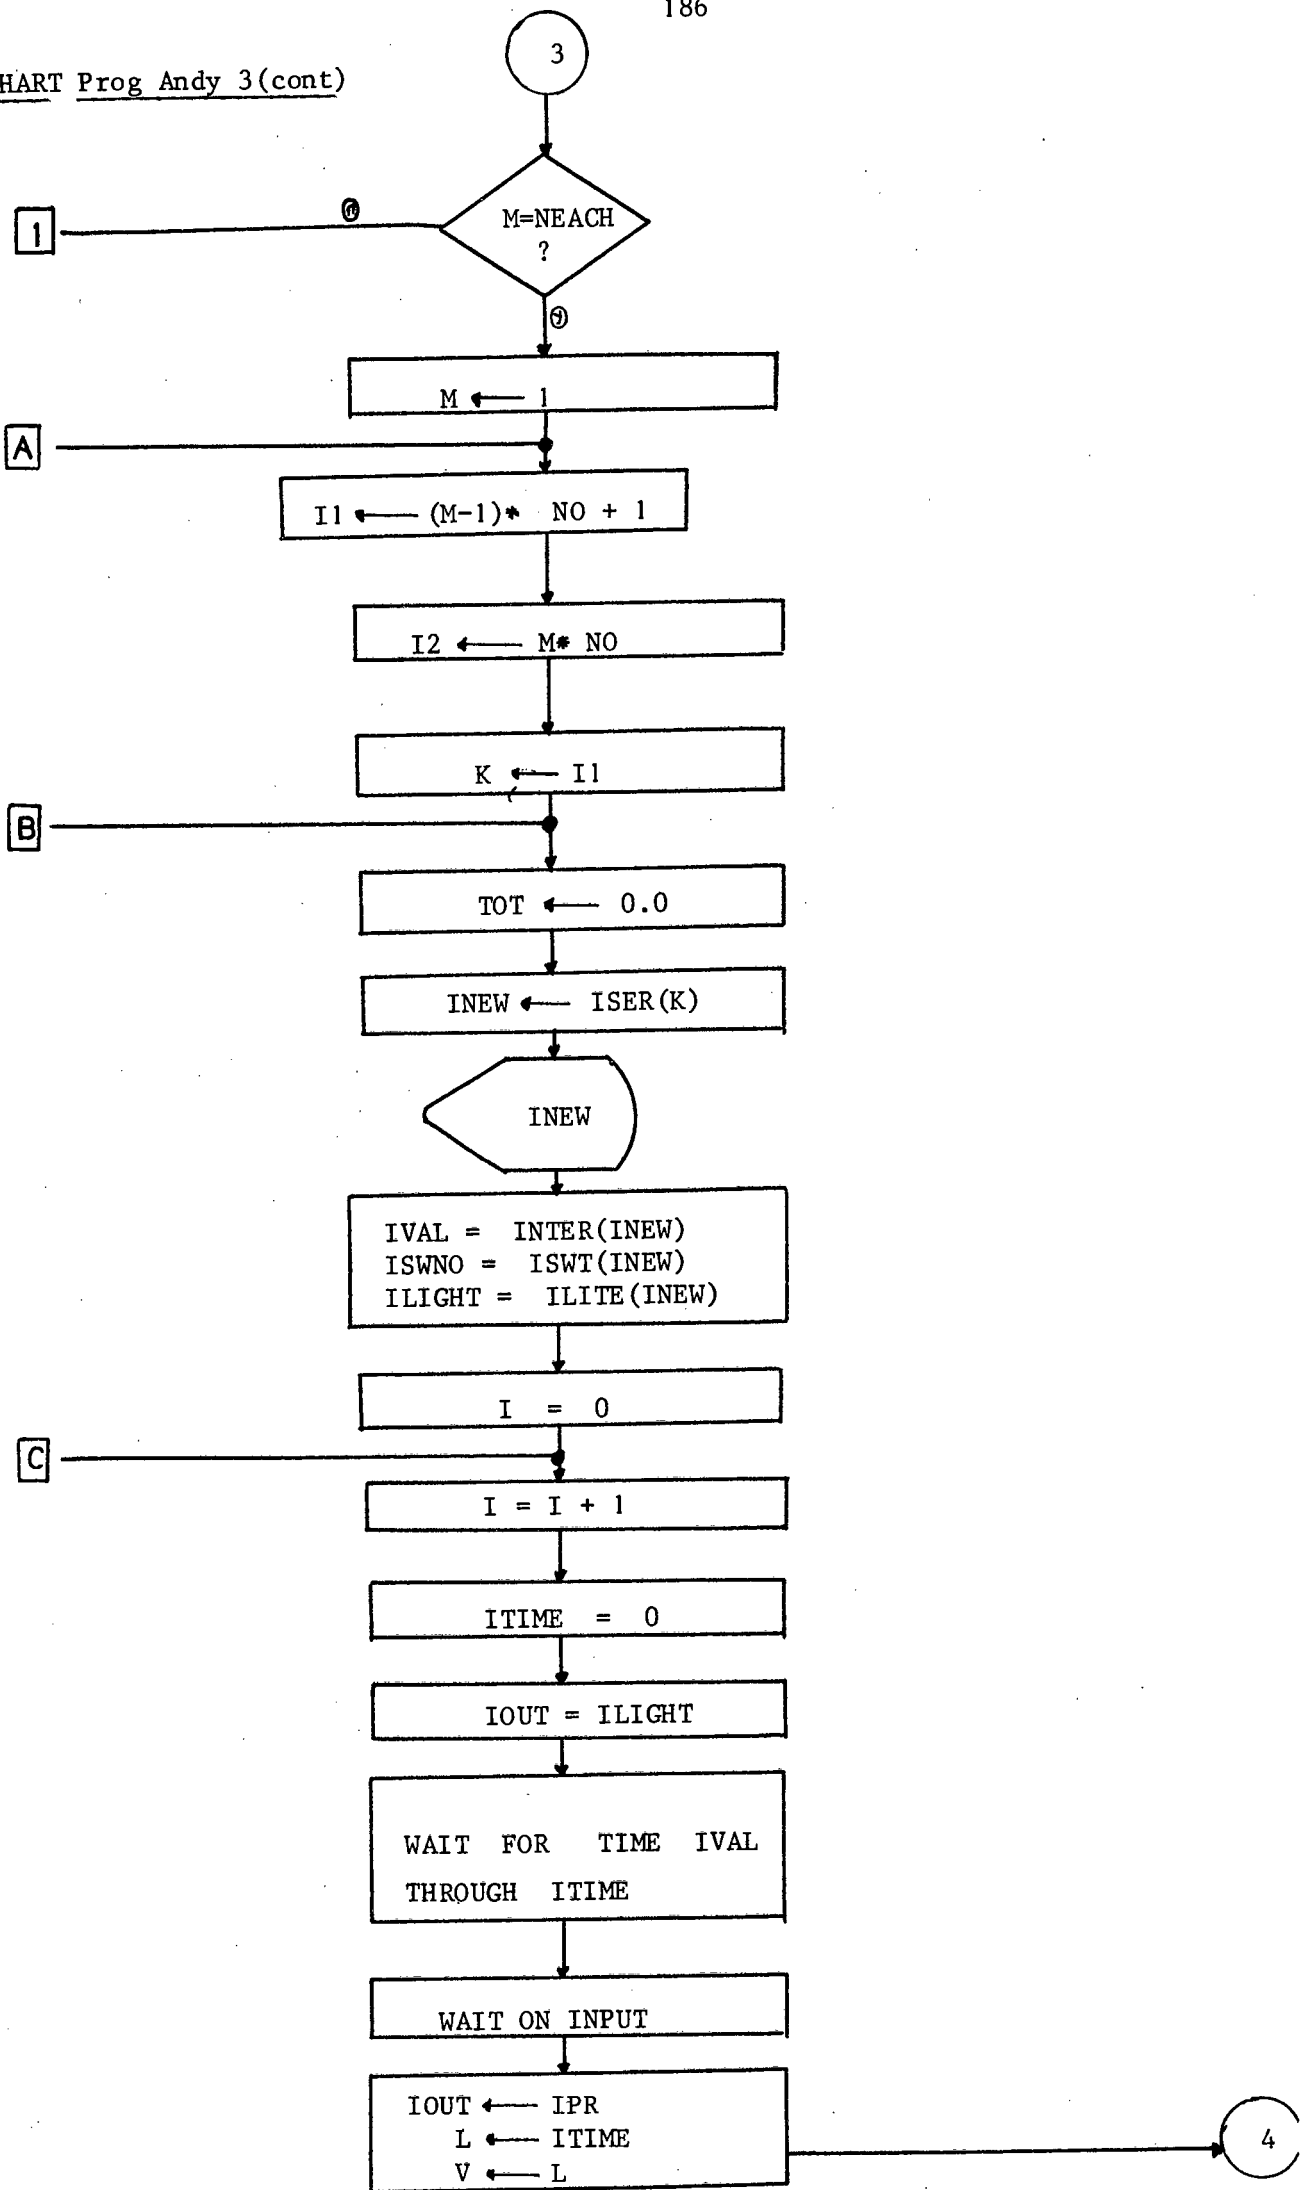 186
3
HART Prog Andy 3(cont)
n
1
M=NEACH
?
y
M ← 1
A
I1 ← (M-1)* NO + 1
I2 ← M* NO
K ← I1
B
TOT ← 0.0
INEW ← ISER(K)
INEW
IVAL = INTER(INEW)
ISWNO = ISWT(INEW)
ILIGHT = ILITE(INEW)
I = 0
C
I = I + 1
ITIME = 0
IOUT = ILIGHT
WAIT FOR TIME IVAL
THROUGH ITIME
WAIT ON INPUT
IOUT ← IPR
L ← ITIME
V ← L
4